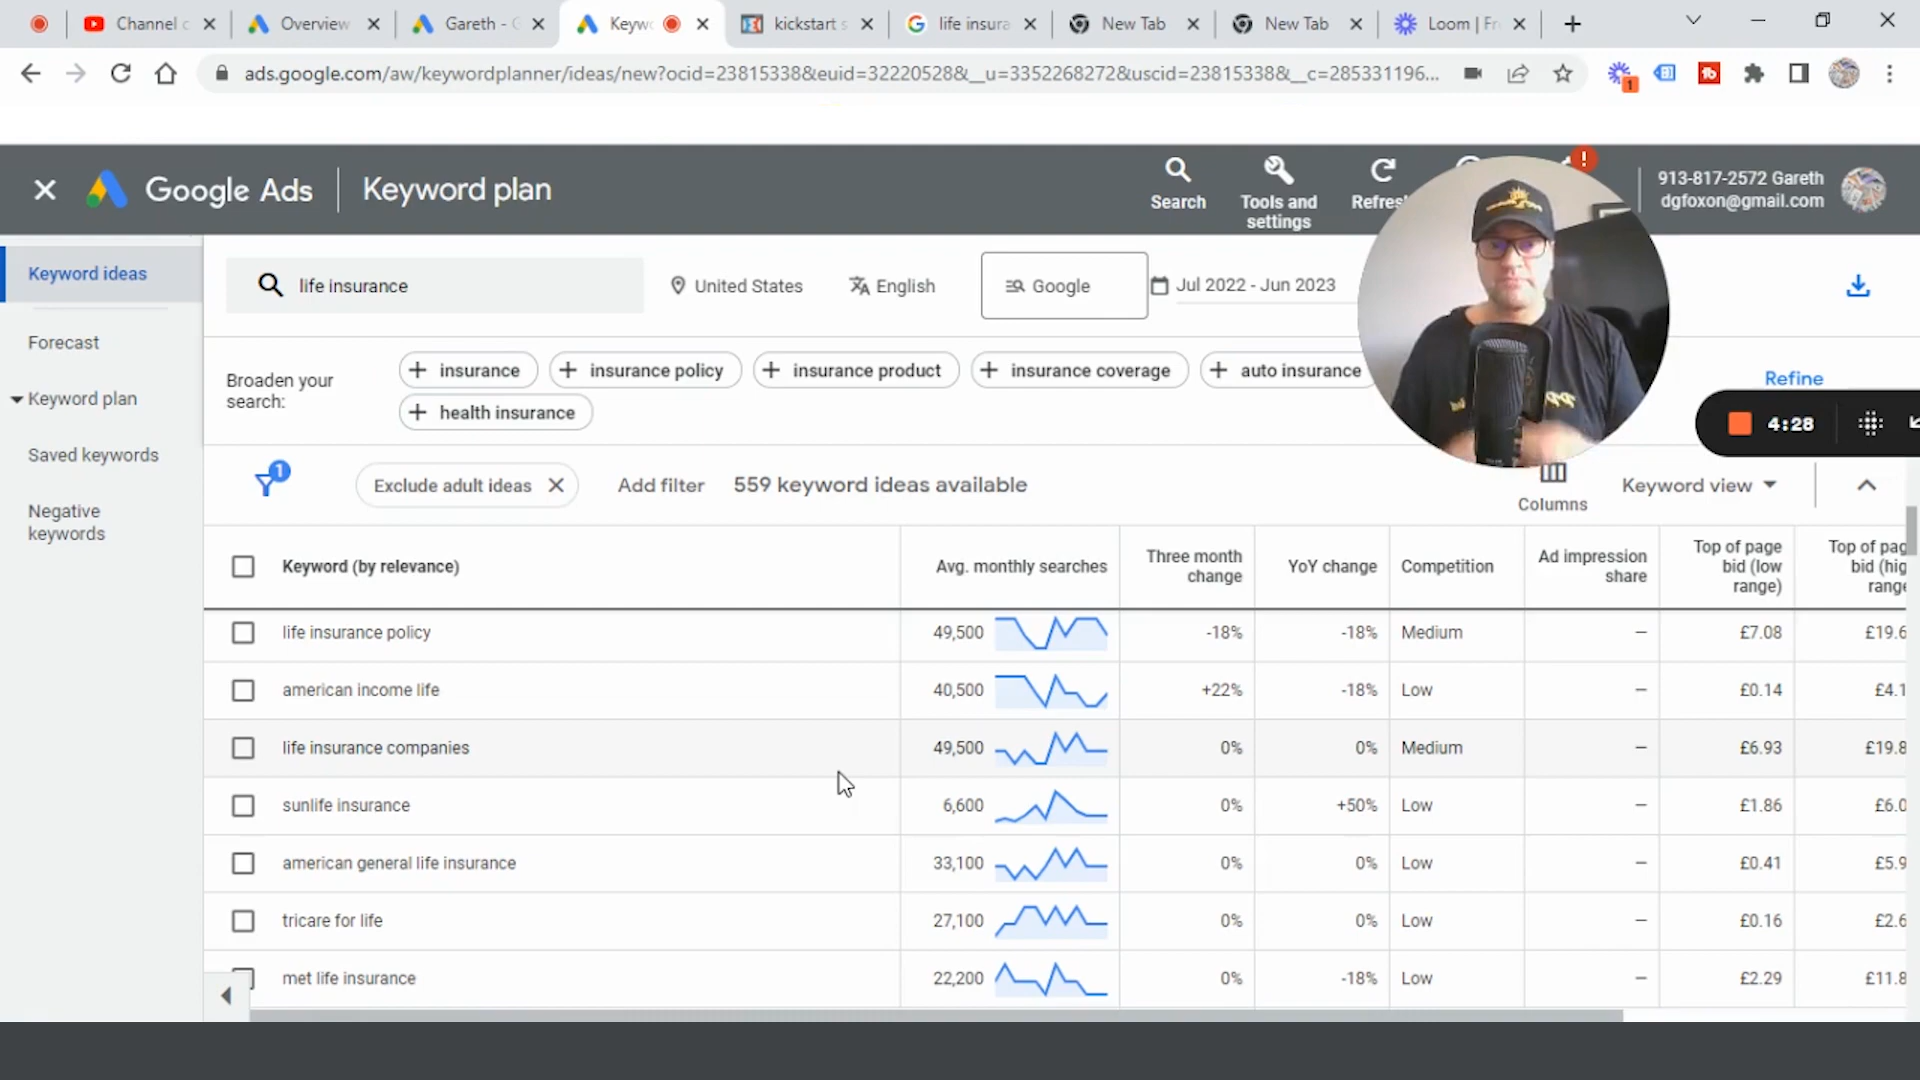 Channel c
Overview
Gareth - G
Keywo
kickstart s
life insura
New Tab
New Tab
Loom | Fr
ads.google.com/aw/keywordplanner/ideas/new?ocid=23815338&euid=32220528&__u=3352268272&uscid=23815338&__c=285331196...
1
Google Ads
Keyword plan
Search
Tools and
settings
Refres
!
913-817-2572 Gareth
dgfoxon@gmail.com
Keyword ideas
Forecast
Keyword plan
Saved keywords
Negative
keywords
life insurance
United States
English
Google
Jul 2022 - Jun 2023
Broaden your
search:
insurance
insurance policy
insurance product
insurance coverage
auto insurance
health insurance
Refine
4:28
1
Exclude adult ideas
Add filter
559 keyword ideas available
Columns
Keyword view
Keyword (by relevance)
Avg. monthly searches
Three month
change
YoY change
Competition
Ad impression
share
Top of page
bid (low
range)
Top of pag
bid (hig
range
life insurance policy 49,500 -18% -18% Medium – £7.08 £19.6
american income life 40,500 +22% -18% Low – £0.14 £4.1
life insurance companies 49,500 0% 0% Medium – £6.93 £19.8
sunlife insurance 6,600 0% +50% Low – £1.86 £6.0
american general life insurance 33,100 0% 0% Low – £0.41 £5.9
tricare for life 27,100 0% 0% Low – £0.16 £2.6
met life insurance 22,200 0% -18% Low – £2.29 £11.8